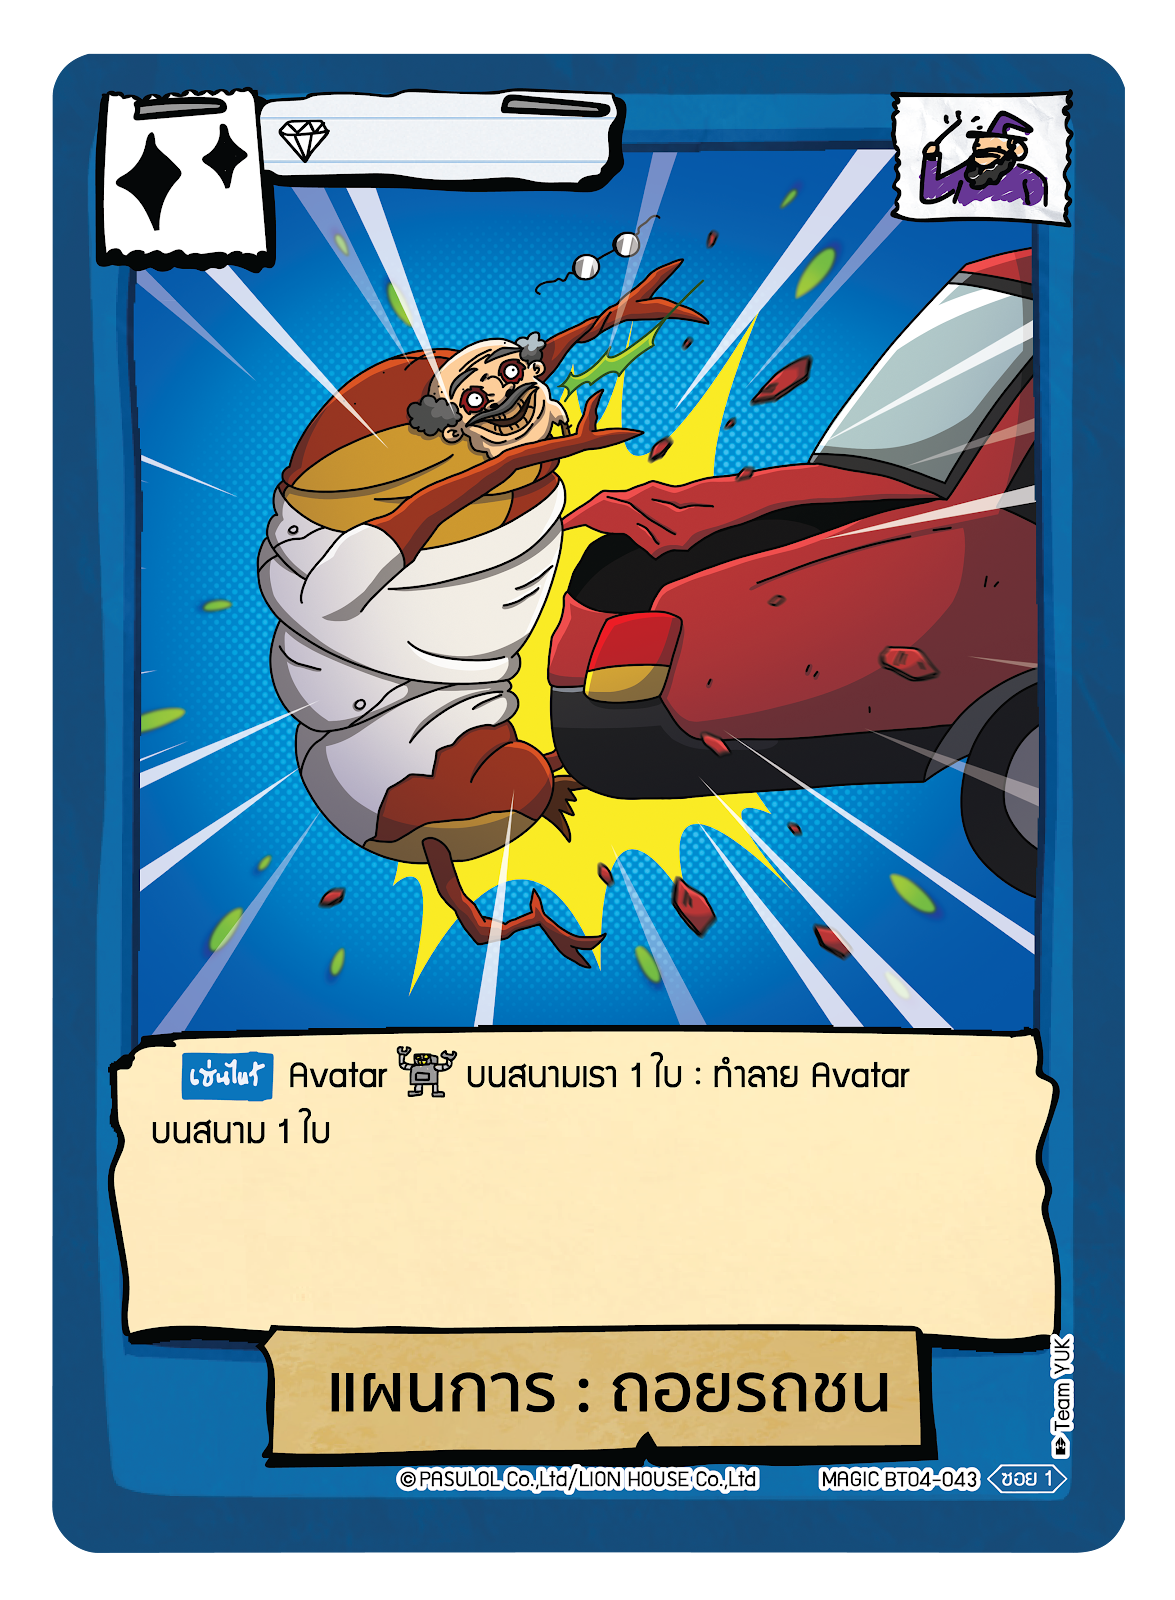 เซ่นไหว้ Avatar บนสนามเรา 1 ใบ : ทำลาย Avatar
บนสนาม 1 ใบ
แผนการ : ถอยรถชน
Team YUK
©PASULOL Co.,Ltd/LION HOUSE Co.,Ltd MAGIC BT04-043 ซอย 1